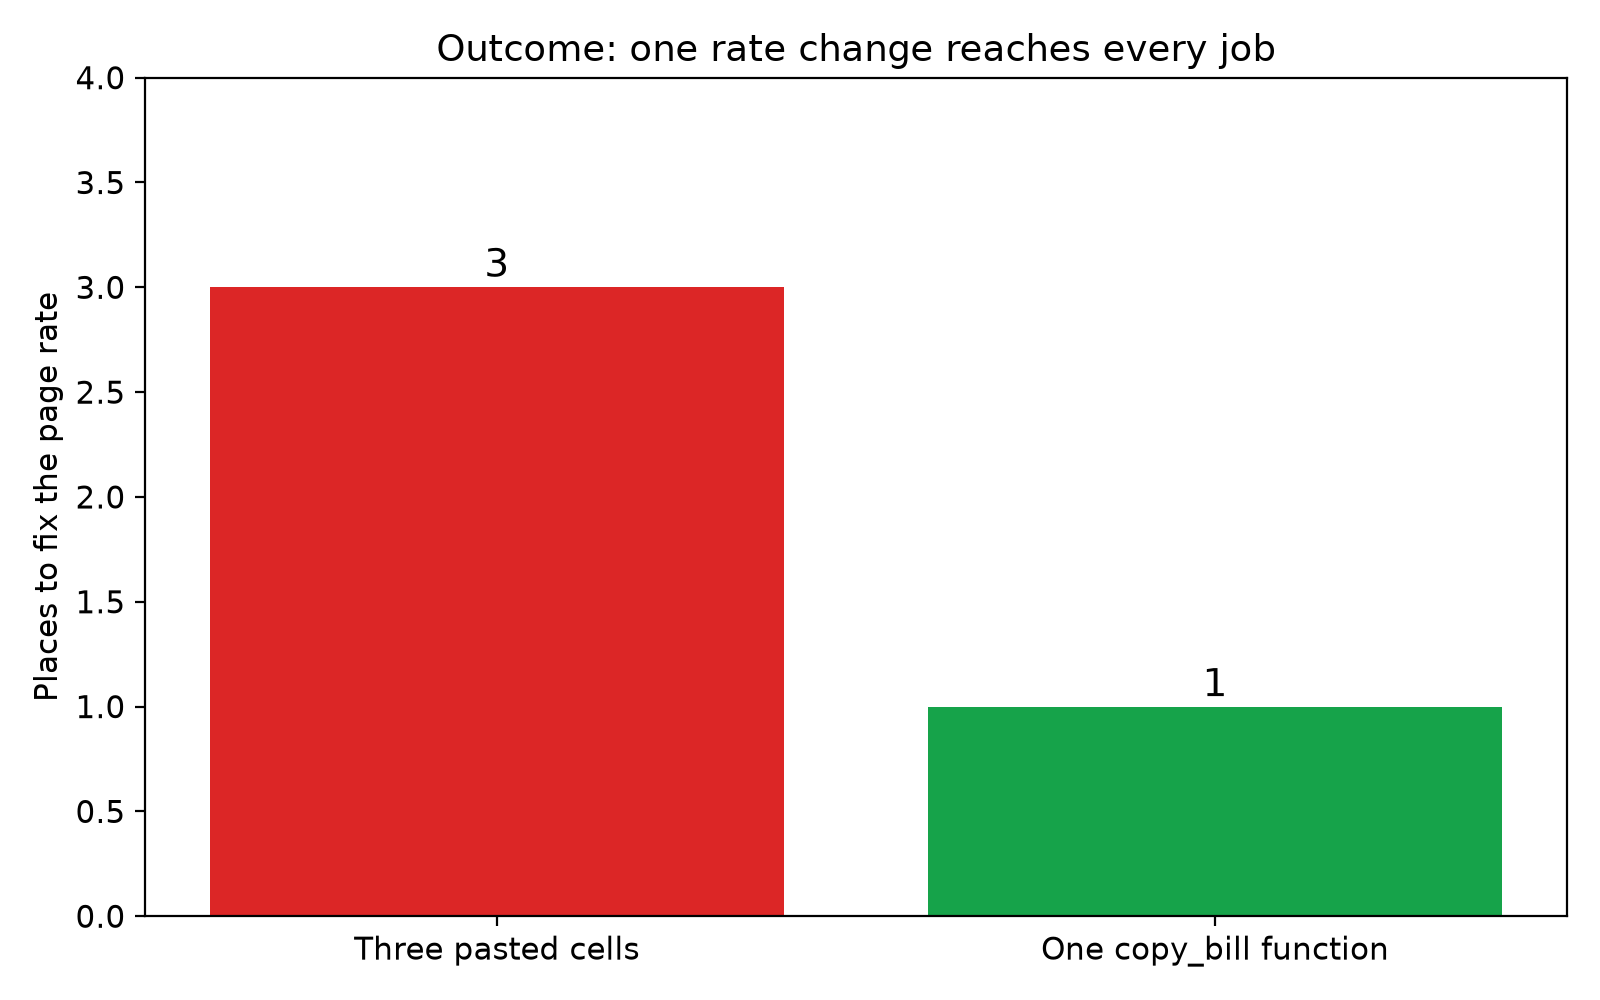 Outcome: one rate change reaches every job
Places to fix the page rate
4.0
3.5
3.0
2.5
2.0
1.5
1.0
0.5
0.0
3
1
Three pasted cells
One copy_bill function